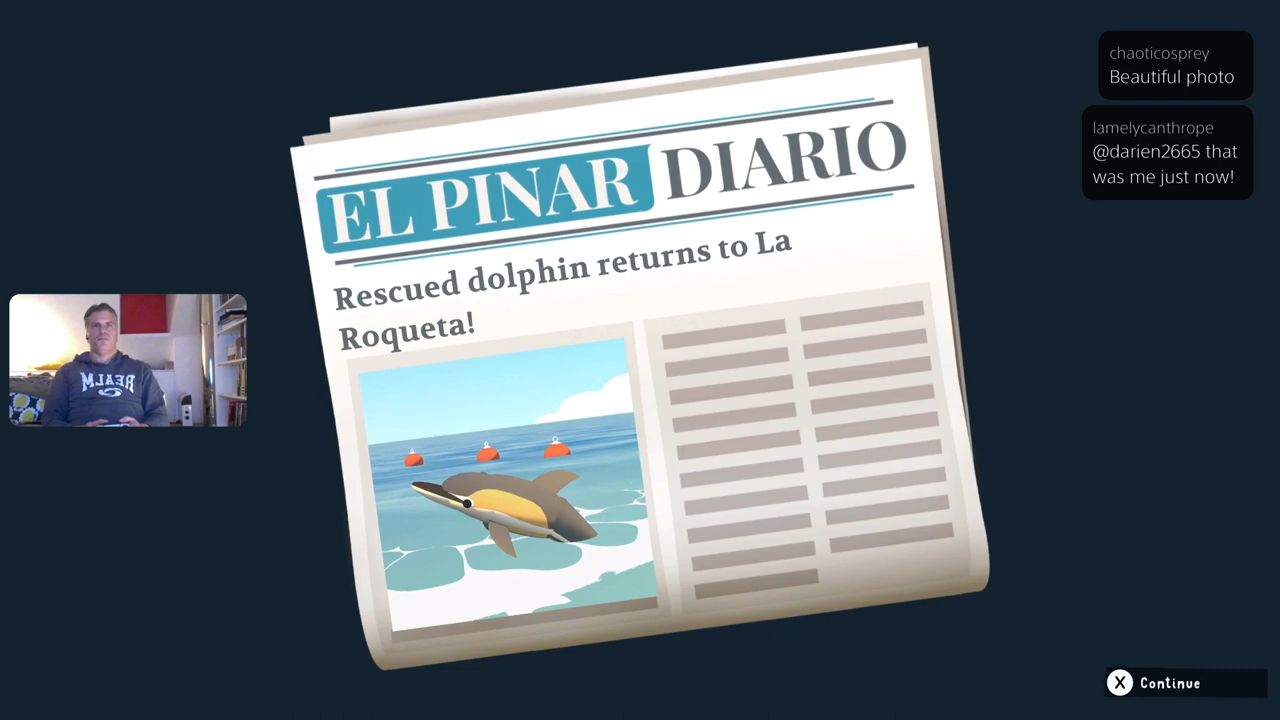 EL PINAR DIARIO
Rescued dolphin returns to La
Roqueta!
chaoticosprey
Beautiful photo
lamelycanthrope
@darien2665 that
was me just now!
REALM
X Continue